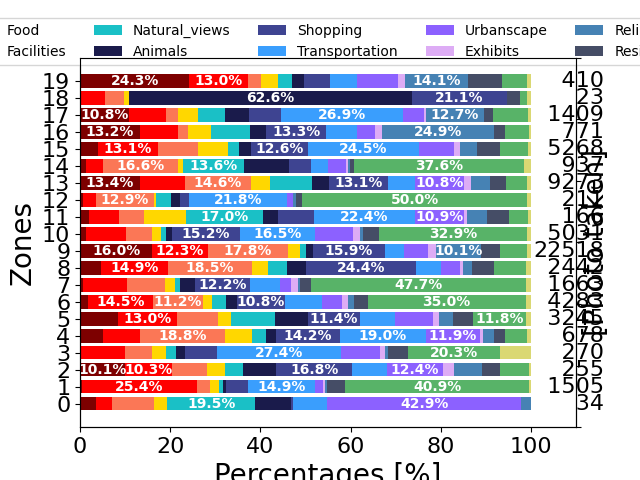 Food Natural_views Shopping Urbanscape Reli
Facilities Animals Transportation Exhibits Resi
19 24.3% 13.0% 14.1% 410
18 62.6% 21.1% 23
17 10.8% 26.9% 12.7% 1409
16 13.2% 13.3% 24.9% 771
15 13.1% 12.6% 24.5% 5268
14 16.6% 13.6% 37.6% 937
13 13.4% 14.6% 13.1% 10.8%
12 12.9% 21.8% 50.0%
11 17.0% 22.4% 10.9%
10 15.2% 16.5% 32.9%
9 16.0% 12.3% 17.8% 15.9% 10.1%
8 14.9% 18.5% 24.4%
7 12.2% 47.7%
6 14.5% 11.2% 10.8% 35.0%
5 13.0% 11.4% 11.8%
4 18.8% 14.2% 19.0% 11.9% 678
3 27.4% 20.3% 270
2 10.1% 10.3% 16.8% 12.4% 255
1 25.4% 14.9% 40.9% 1505
0 19.5% 42.9% 34
0 20 40 60 80 100
Percentages [%]
Zones